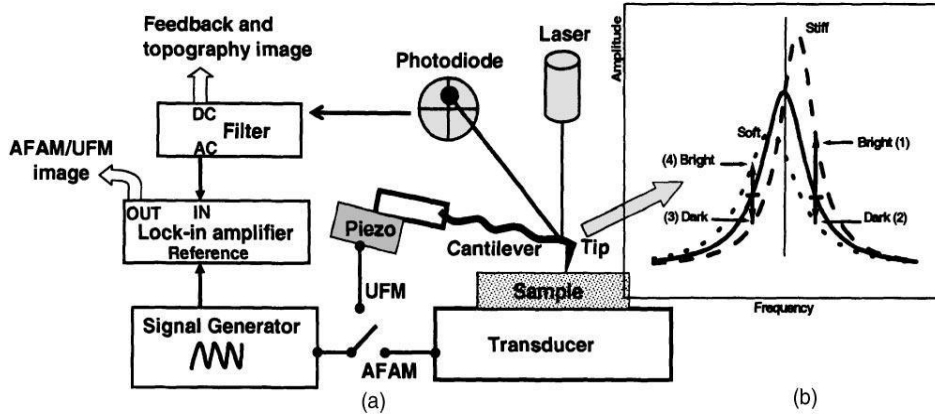 Feedback and
topography image
DC
Filter
AC
AFAM/UFM
image
OUT
IN
Lock-in amplifier
Reference
Signal Generator
Photodiode
Laser
Piezo
Cantilever
Tip
UFM
AFAM
Sample
Transducer
(a)
Amplitude
Stiff
Soft
(4) Bright
Bright (1)
(3) Dark
Dark (2)
Frequency
(b)